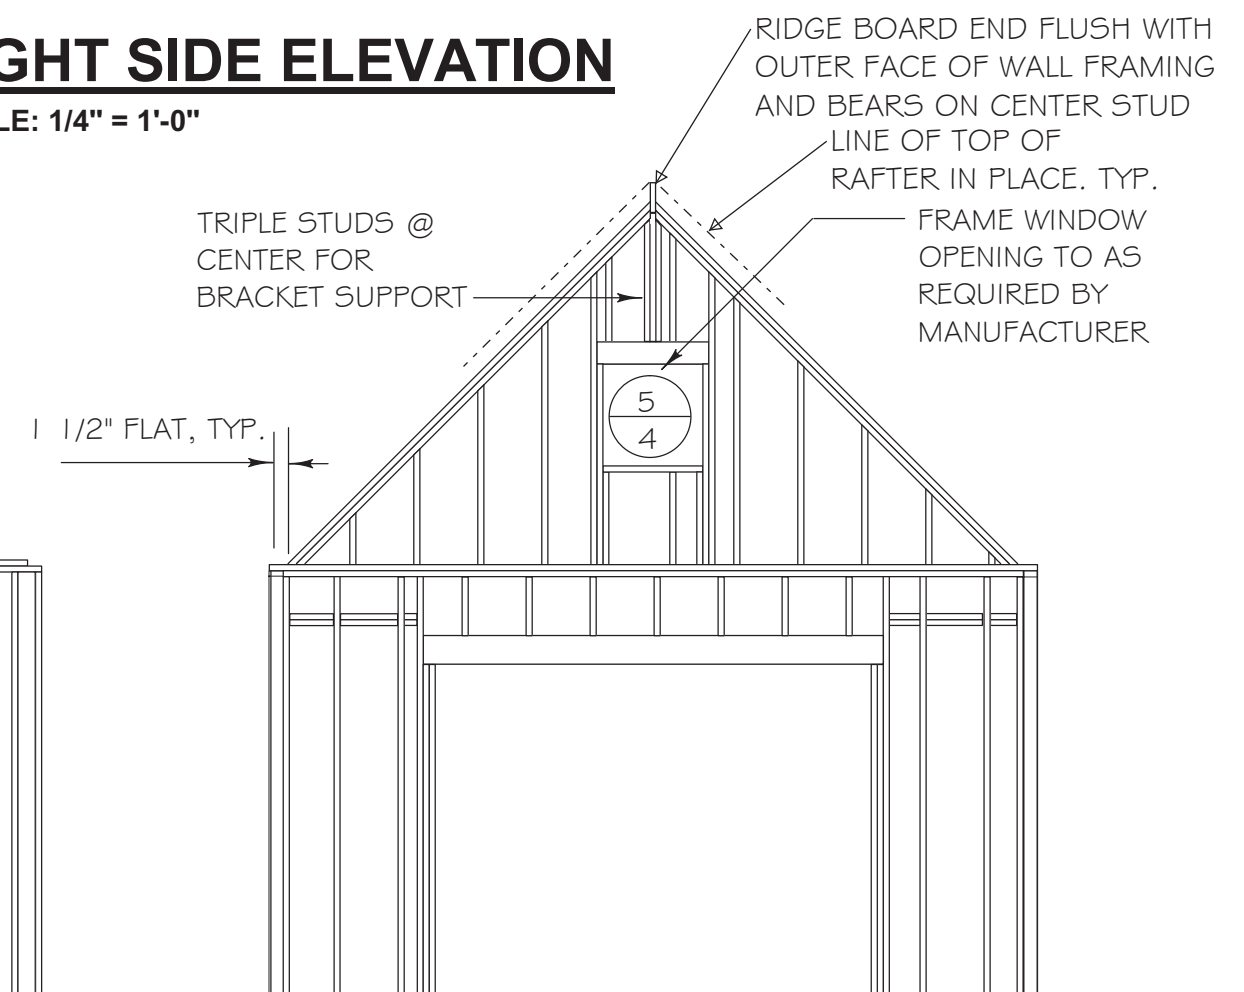 GHT SIDE ELEVATION
LE: 1/4" = 1'-0"
RIDGE BOARD END FLUSH WITH
OUTER FACE OF WALL FRAMING
AND BEARS ON CENTER STUD
LINE OF TOP OF
RAFTER IN PLACE. TYP.
TRIPLE STUDS @
CENTER FOR
BRACKET SUPPORT
FRAME WINDOW
OPENING TO AS
REQUIRED BY
MANUFACTURER
5
4
1 1/2" FLAT, TYP.